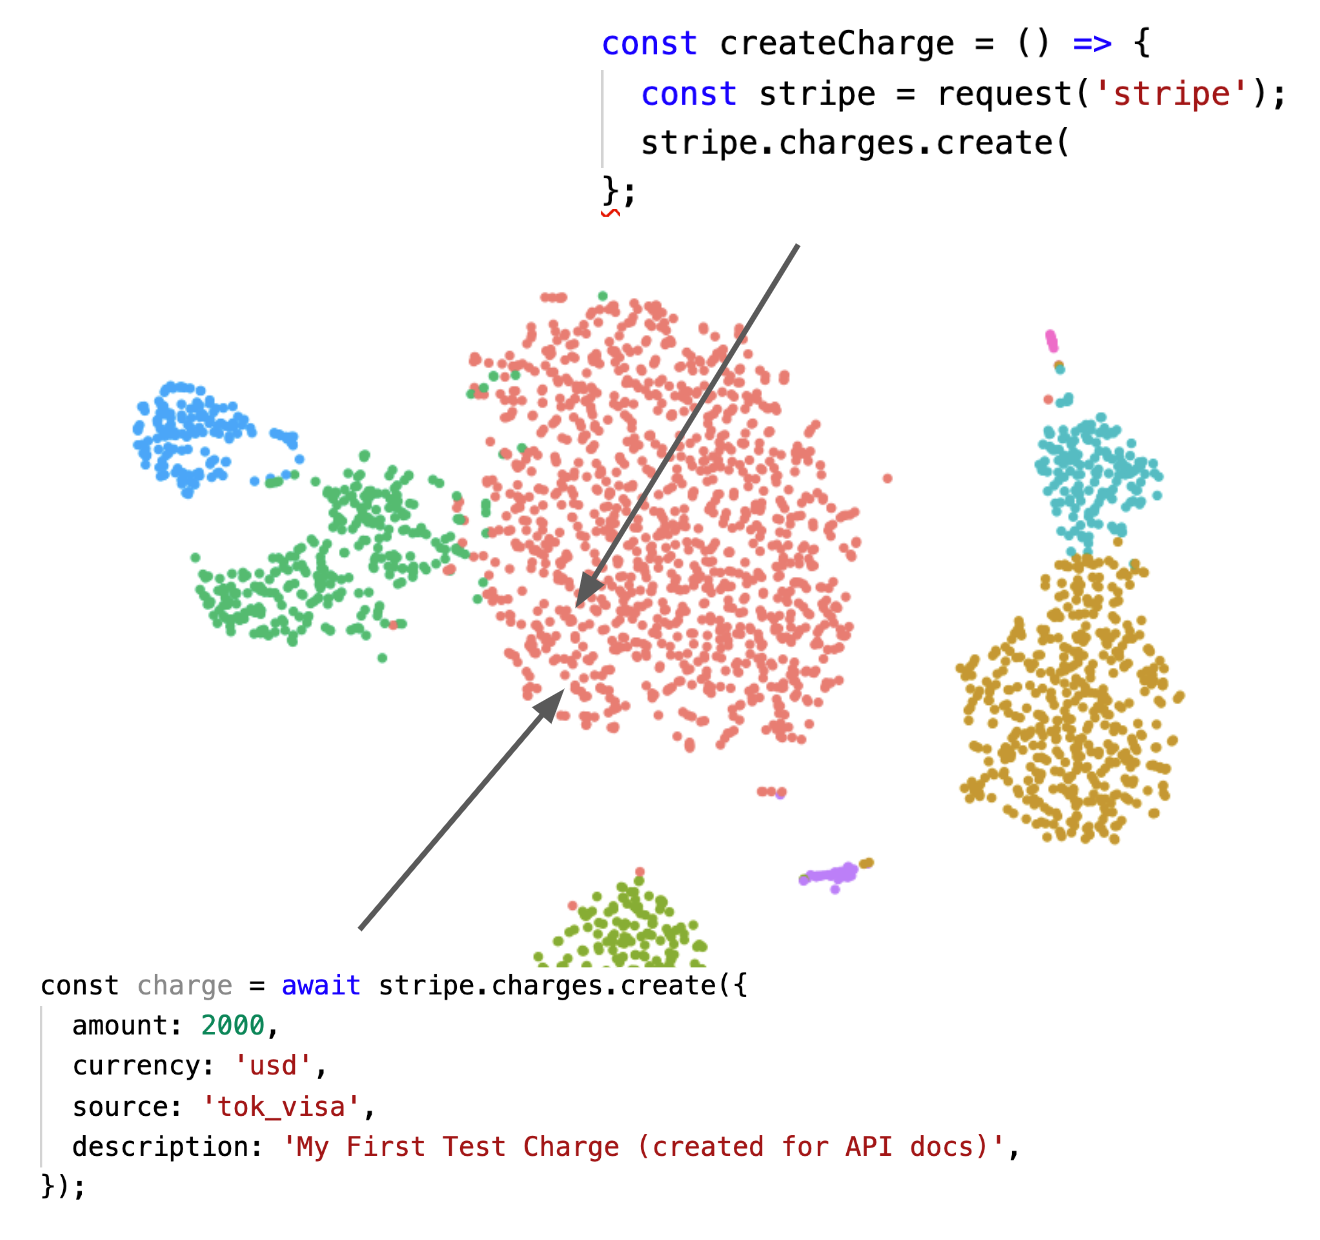 const createCharge = () => {
const stripe = request('stripe');
stripe.charges.create(
};
const charge = await stripe.charges.create({
amount: 2000,
currency: 'usd',
source: 'tok_visa',
description: 'My First Test Charge (created for API docs)',
});